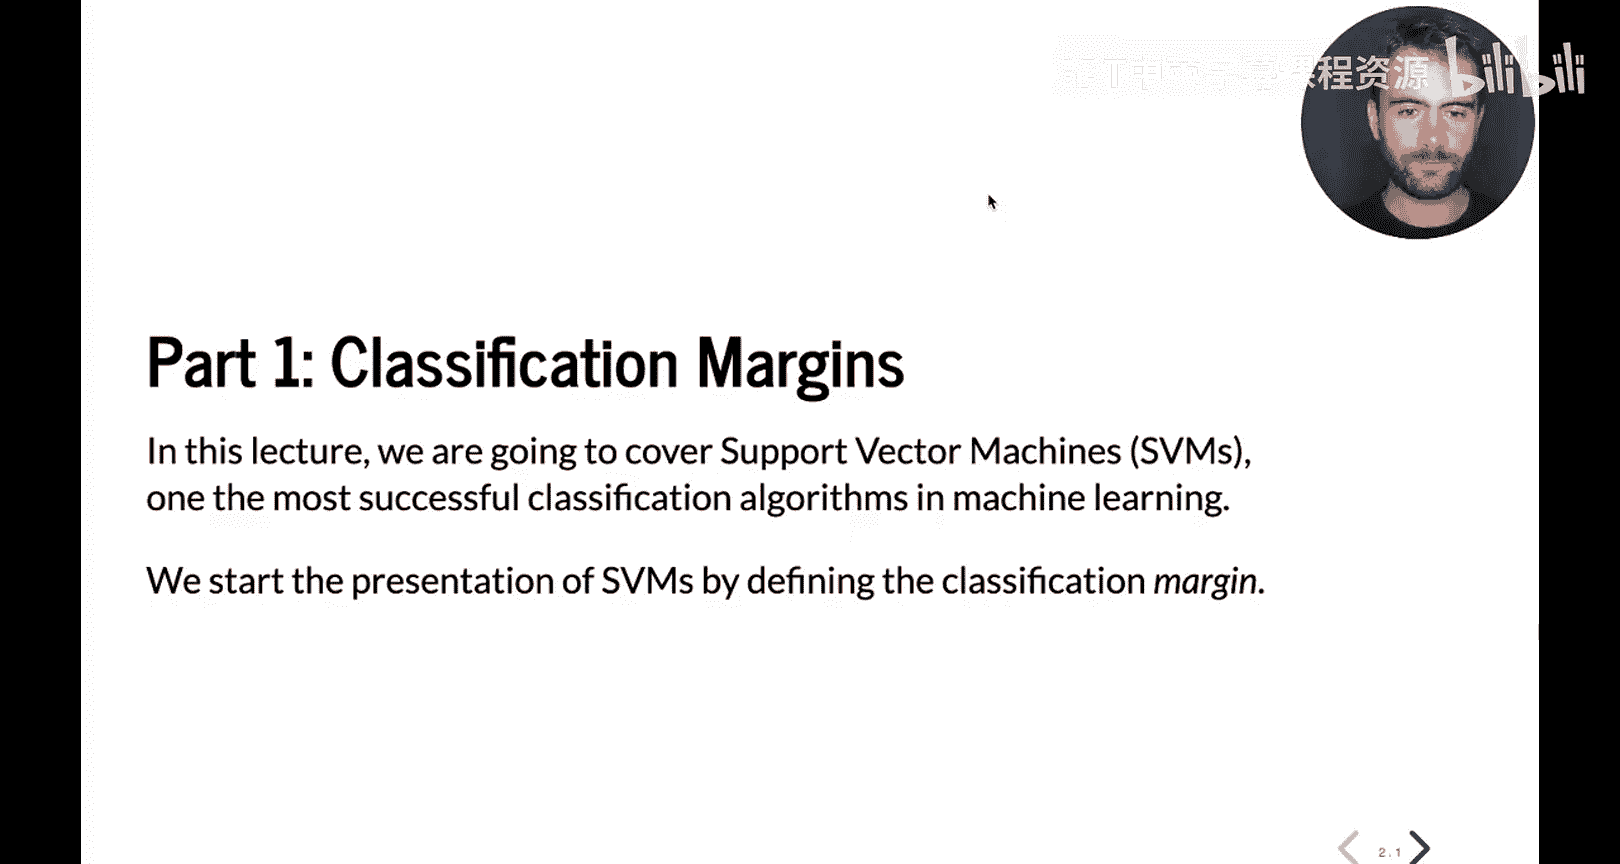 课程资源 bilibili
Part 1: Classification Margins
In this lecture, we are going to cover Support Vector Machines (SVMs),
one the most successful classification algorithms in machine learning.
We start the presentation of SVMs by defining the classification margin.
2.1